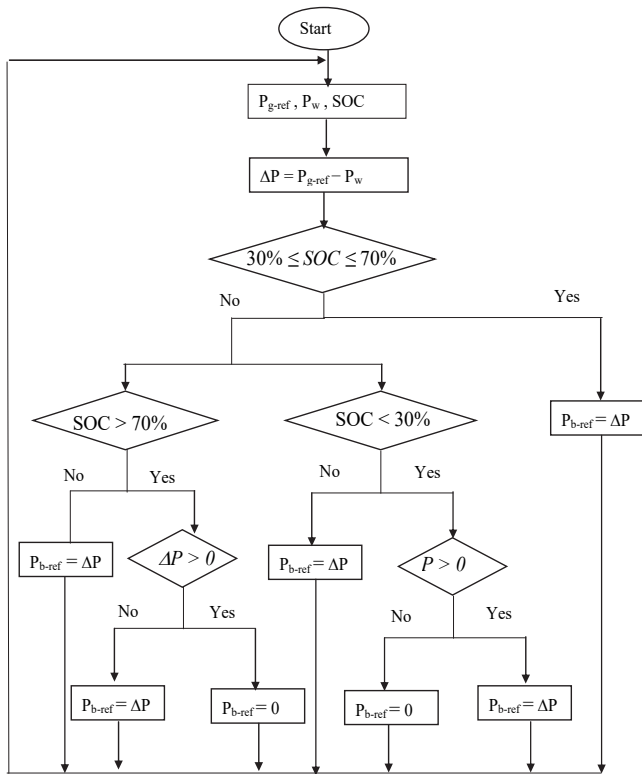 Start
P_g-ref , P_w , SOC
ΔP = P_g-ref − P_w
30% ≤ SOC ≤ 70%
No
Yes
SOC > 70%
SOC < 30%
P_b-ref = ΔP
No
Yes
No
Yes
P_b-ref = ΔP
ΔP > 0
P_b-ref = ΔP
P > 0
No
Yes
No
Yes
P_b-ref = ΔP
P_b-ref = 0
P_b-ref = 0
P_b-ref = ΔP